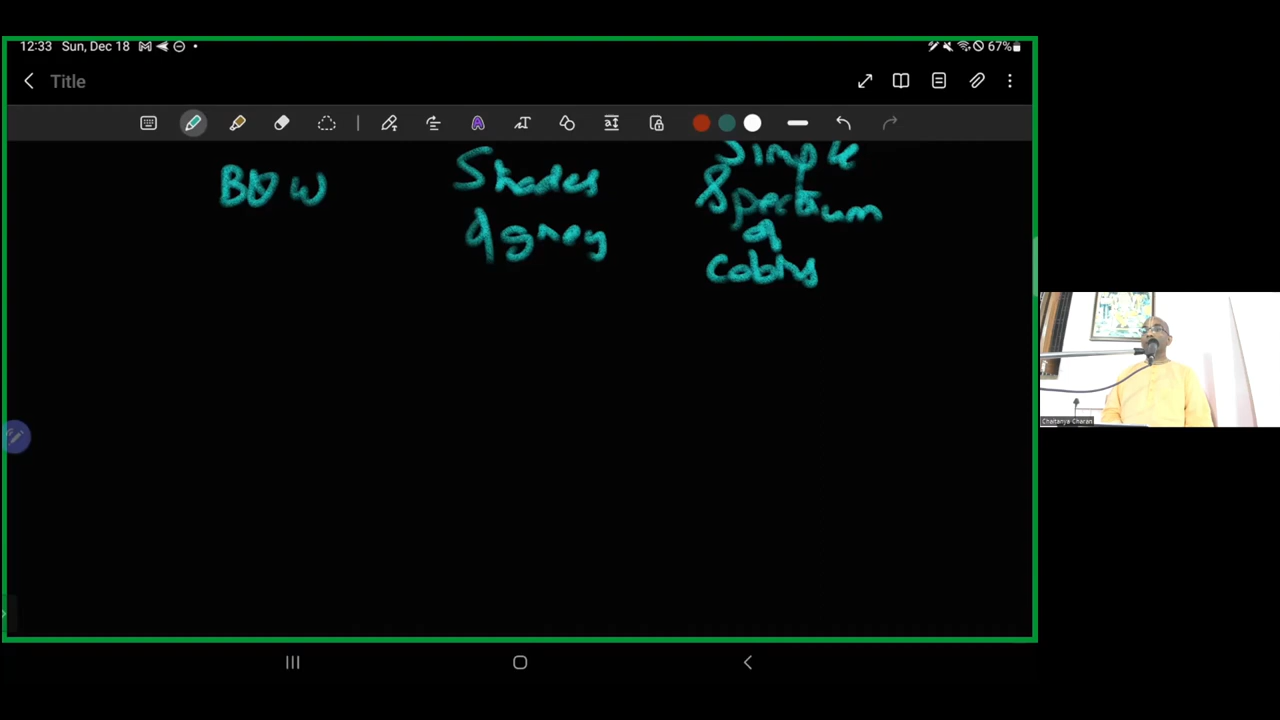 12:33 Sun, Dec 18
67%
Title
Simple
B&W Shades Spectrum
of grey of
Colors
Chaitanya Charan